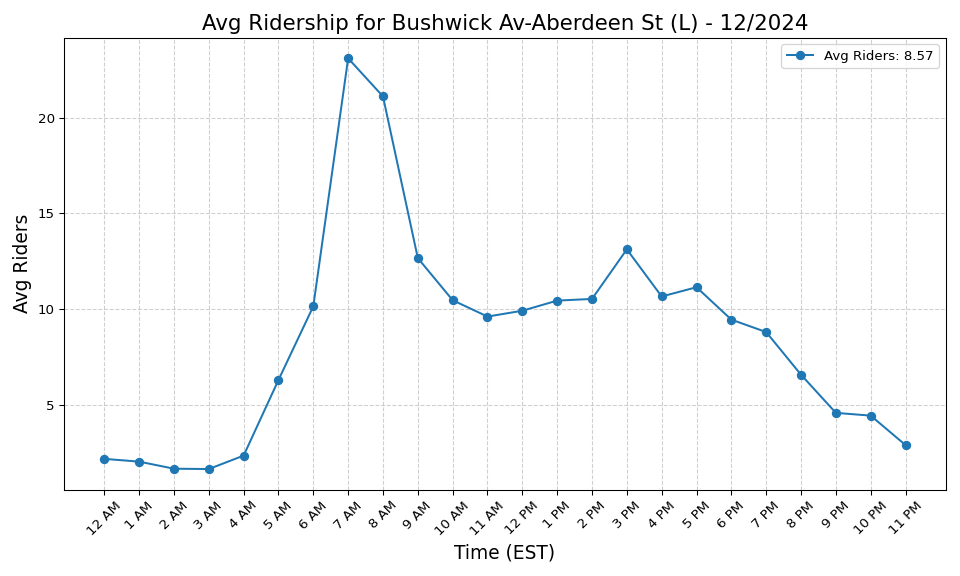 Avg Ridership for Bushwick Av-Aberdeen St (L) - 12/2024
Avg Riders: 8.57
Avg Riders
20
15
10
5
12 AM 1 AM 2 AM 3 AM 4 AM 5 AM 6 AM 7 AM 8 AM 9 AM 10 AM 11 AM 12 PM 1 PM 2 PM 3 PM 4 PM 5 PM 6 PM 7 PM 8 PM 9 PM 10 PM 11 PM
Time (EST)